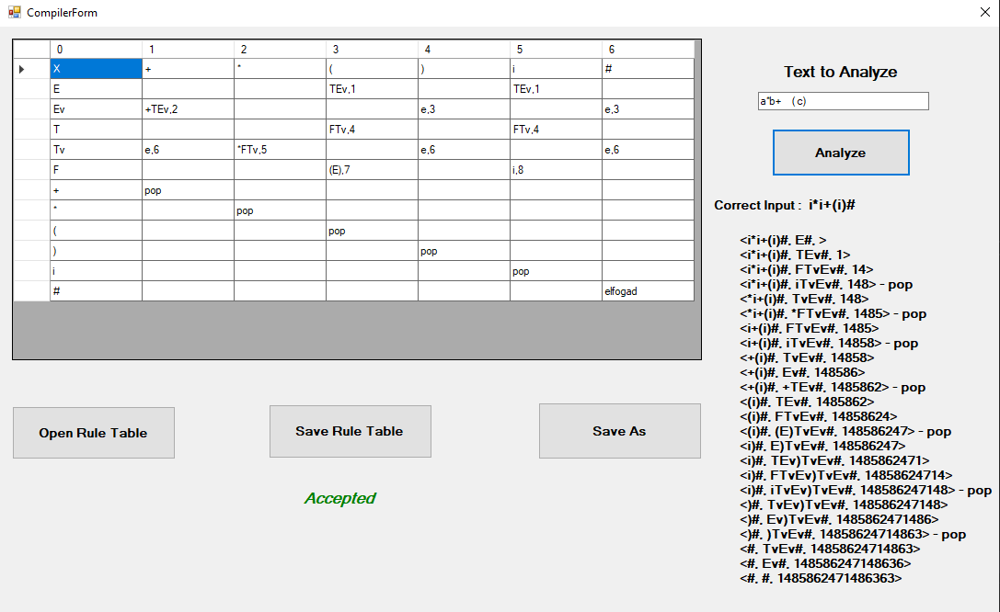 CompilerForm
0 1 2 3 4 5 6
X + * ( ) i #
E TEv,1 TEv,1
Ev +TEv,2 e,3 e,3
T FTv,4 FTv,4
Tv e,6 *FTv,5 e,6 e,6
F (E),7 i,8
+ pop
* pop
( pop
) pop
i pop
# elfogad
Open Rule Table
Save Rule Table
Save As
Accepted
Text to Analyze
a*b+ ( c)
Analyze
Correct Input : i*i+(i)#
<i*i+(i)#, E#, >
<i*i+(i)#, TEv#, 1>
<i*i+(i)#, FTvEv#, 14>
<i*i+(i)#, iTvEv#, 148> - pop
<*i+(i)#, TvEv#, 148>
<*i+(i)#, *FTvEv#, 1485> - pop
<i+(i)#, FTvEv#, 1485>
<i+(i)#, iTvEv#, 14858> - pop
<+(i)#, TvEv#, 14858>
<+(i)#, Ev#, 148586>
<+(i)#, +TEv#, 1485862> - pop
<(i)#, TEv#, 1485862>
<(i)#, FTvEv#, 14858624>
<(i)#, (E)TvEv#, 148586247> - pop
<i)#, E)TvEv#, 148586247>
<i)#, TEv)TvEv#, 1485862471>
<i)#, FTvEv)TvEv#, 14858624714>
<i)#, iTvEv)TvEv#, 148586247148> - pop
<)#, TvEv)TvEv#, 148586247148>
<)#, Ev)TvEv#, 1485862471486>
<)#, )TvEv#, 14858624714863> - pop
<#, TvEv#, 14858624714863>
<#, Ev#, 148586247148636>
<#, #, 1485862471486363>